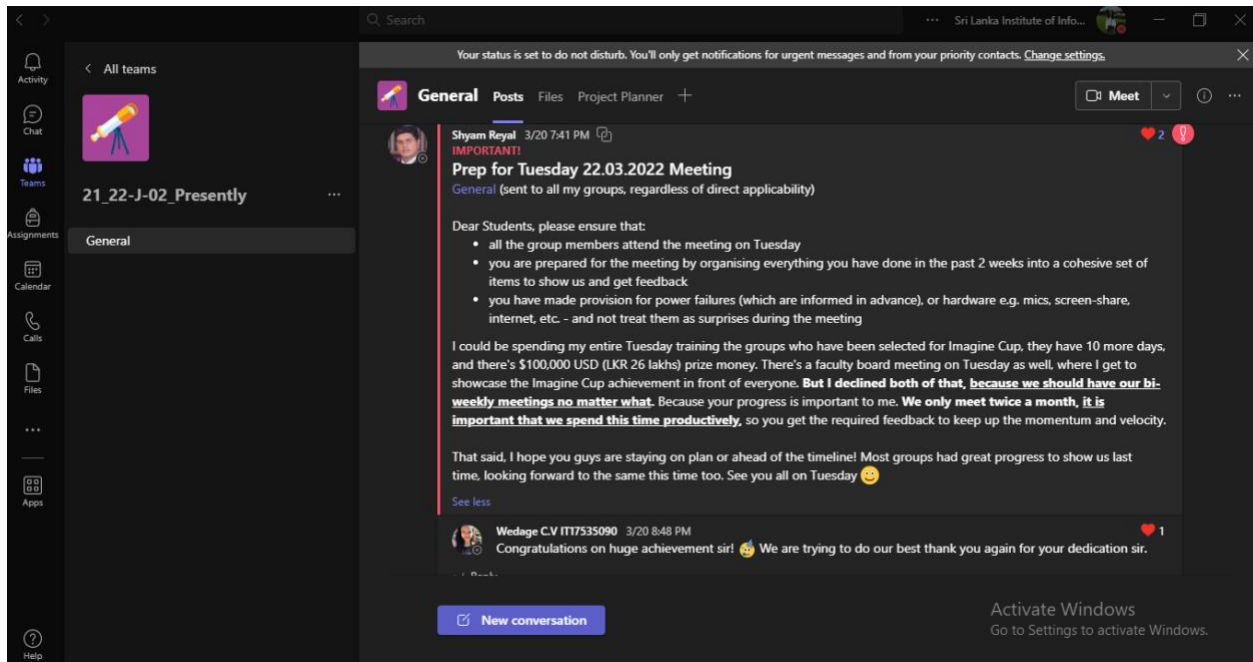 Search
Sri Lanka Institute of Info...
Activity
Chat
Teams
Assignments
Calendar
Calls
Files
Apps
Help
All teams
21_22-J-02_Presently
General
Your status is set to do not disturb. You'll only get notifications for urgent messages and from your priority contacts. Change settings.
General Posts Files Project Planner
Meet
Shyam Reyal 3/20 7:41 PM
2
IMPORTANT!
Prep for Tuesday 22.03.2022 Meeting
General (sent to all my groups, regardless of direct applicability)
Dear Students, please ensure that:
• all the group members attend the meeting on Tuesday
• you are prepared for the meeting by organising everything you have done in the past 2 weeks into a cohesive set of
items to show us and get feedback
• you have made provision for power failures (which are informed in advance), or hardware e.g. mics, screen-share,
internet, etc. - and not treat them as surprises during the meeting
I could be spending my entire Tuesday training the groups who have been selected for Imagine Cup, they have 10 more days,
and there's $100,000 USD (LKR 26 lakhs) prize money. There's a faculty board meeting on Tuesday as well, where I get to
showcase the Imagine Cup achievement in front of everyone. But I declined both of that, because we should have our bi-
weekly meetings no matter what. Because your progress is important to me. We only meet twice a month, it is
important that we spend this time productively, so you get the required feedback to keep up the momentum and velocity.
That said, I hope you guys are staying on plan or ahead of the timeline! Most groups had great progress to show us last
time, looking forward to the same this time too. See you all on Tuesday 🙂
See less
Wedage C.V IT17535090 3/20 8:48 PM
1
Congratulations on huge achievement sir! 🥳 We are trying to do our best thank you again for your dedication sir.
New conversation
Activate Windows
Go to Settings to activate Windows.